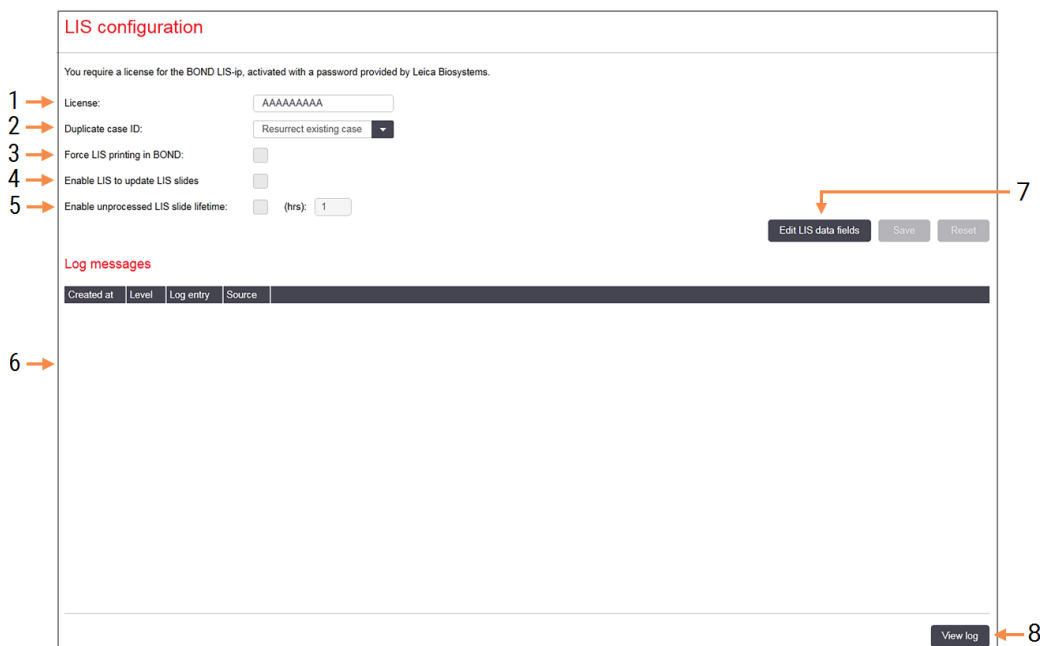 LIS configuration
You require a license for the BOND LIS-ip, activated with a password provided by Leica Biosystems.
1 License: AAAAAAAAA
2 Duplicate case ID: Resurrect existing case
3 Force LIS printing in BOND:
4 Enable LIS to update LIS slides
5 Enable unprocessed LIS slide lifetime: (hrs): 1
7
Edit LIS data fields Save Reset
Log messages
Created at Level Log entry Source
6
View log 8